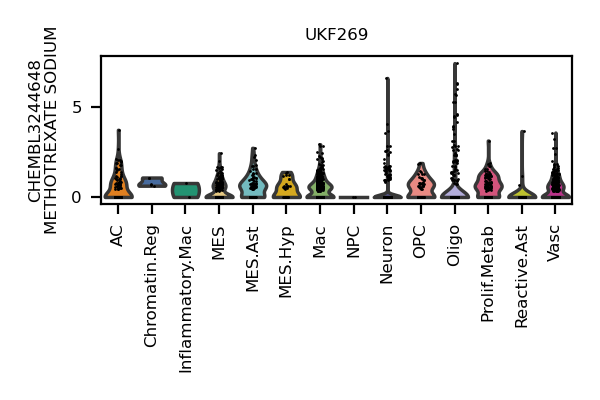 UKF269
CHEMBL3244648
METHOTREXATE SODIUM
5
0
AC
Chromatin.Reg
Inflammatory.Mac
MES
MES.Ast
MES.Hyp
Mac
NPC
Neuron
OPC
Oligo
Prolif.Metab
Reactive.Ast
Vasc